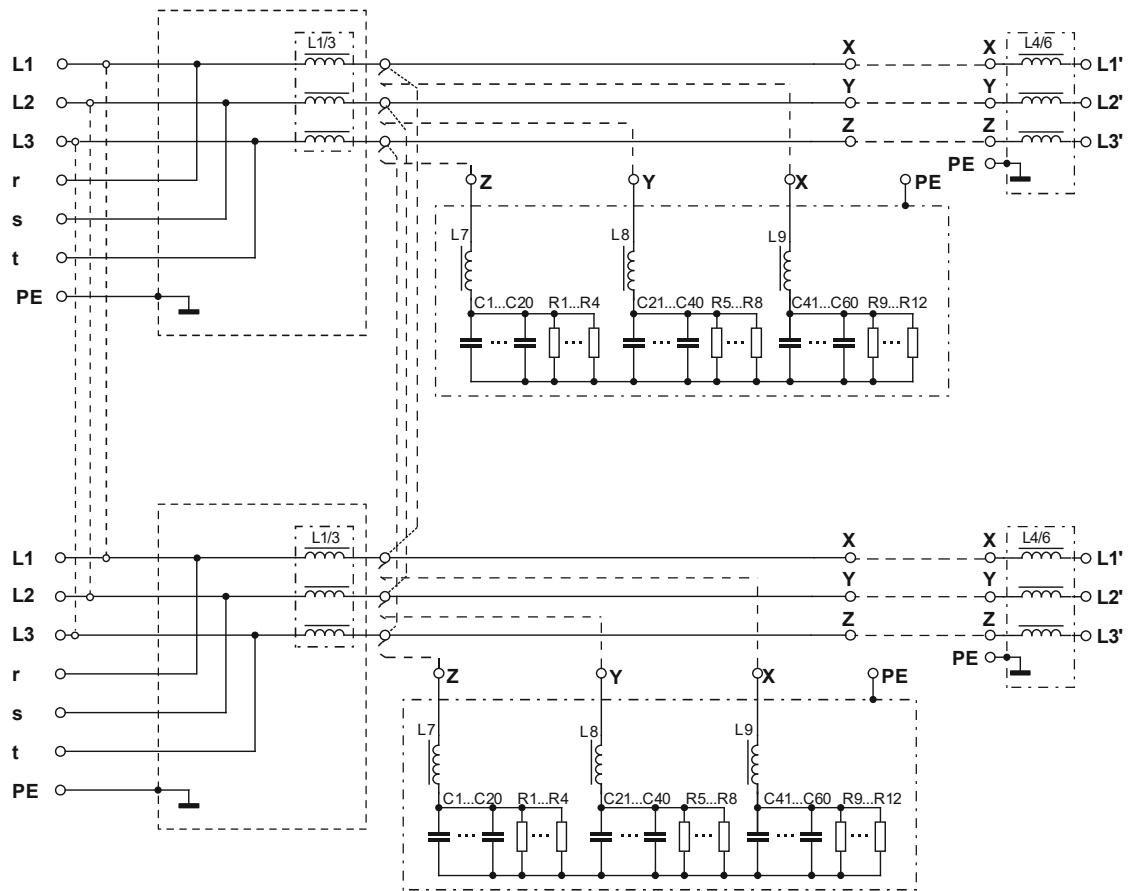 L1/3
L4/6
L1 X X L1'
L2 Y Y L2'
L3 Z Z L3'
PE
r Z Y X PE
s
L7 L8 L9
t
PE
C1...C20 R1...R4 C21...C40 R5...R8 C41...C60 R9...R12
L1/3
L4/6
L1 X X L1'
L2 Y Y L2'
L3 Z Z L3'
PE
r Z Y X PE
s
L7 L8 L9
t
PE
C1...C20 R1...R4 C21...C40 R5...R8 C41...C60 R9...R12